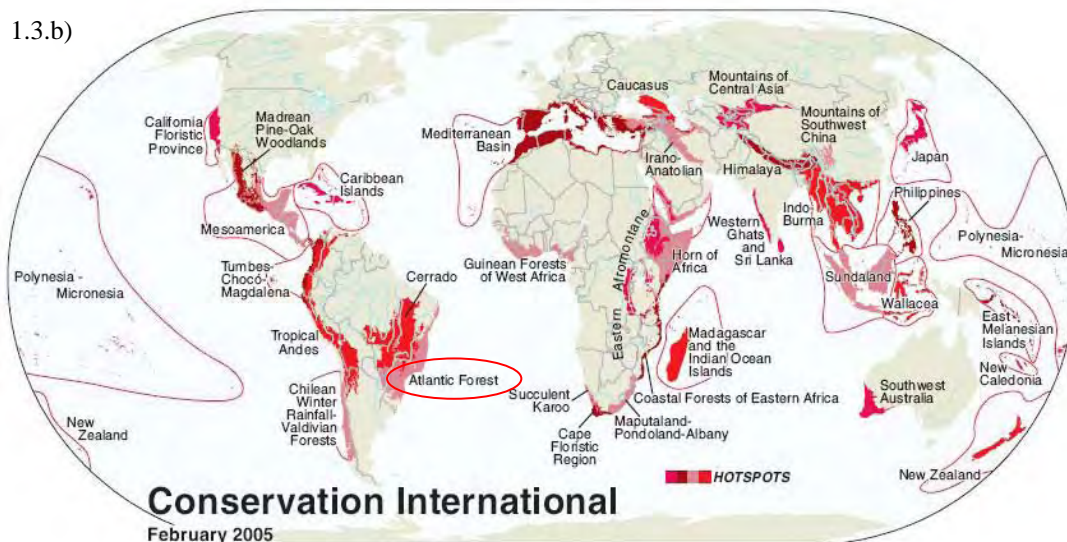 1.3.b)
California
Floristic
Province
Madrean
Pine-Oak
Woodlands
Caribbean
Islands
Mesoamerica
Polynesia-
Micronesia
Tumbes-
Chocó-
Magdalena
Cerrado
Tropical
Andes
Atlantic Forest
Chilean
Winter
Rainfall-
Valdivian
Forests
New
Zealand
Mediterranean
Basin
Caucasus
Irano-
Anatolian
Mountains of
Central Asia
Mountains of
Southwest
China
Himalaya
Japan
Indo-
Burma
Philippines
Western
Ghats and
Sri Lanka
Guinean Forests
of West Africa
Eastern Afromontane
Horn of
Africa
Sundaland
Wallacea
Polynesia-
Micronesia
East
Melanesian
Islands
New
Caledonia
Madagascar
and the
Indian Ocean
Islands
Succulent
Karoo
Coastal Forests of Eastern Africa
Maputaland-
Pondoland-Albany
Cape
Floristic
Region
Southwest
Australia
New Zealand
HOTSPOTS
Conservation International
February 2005